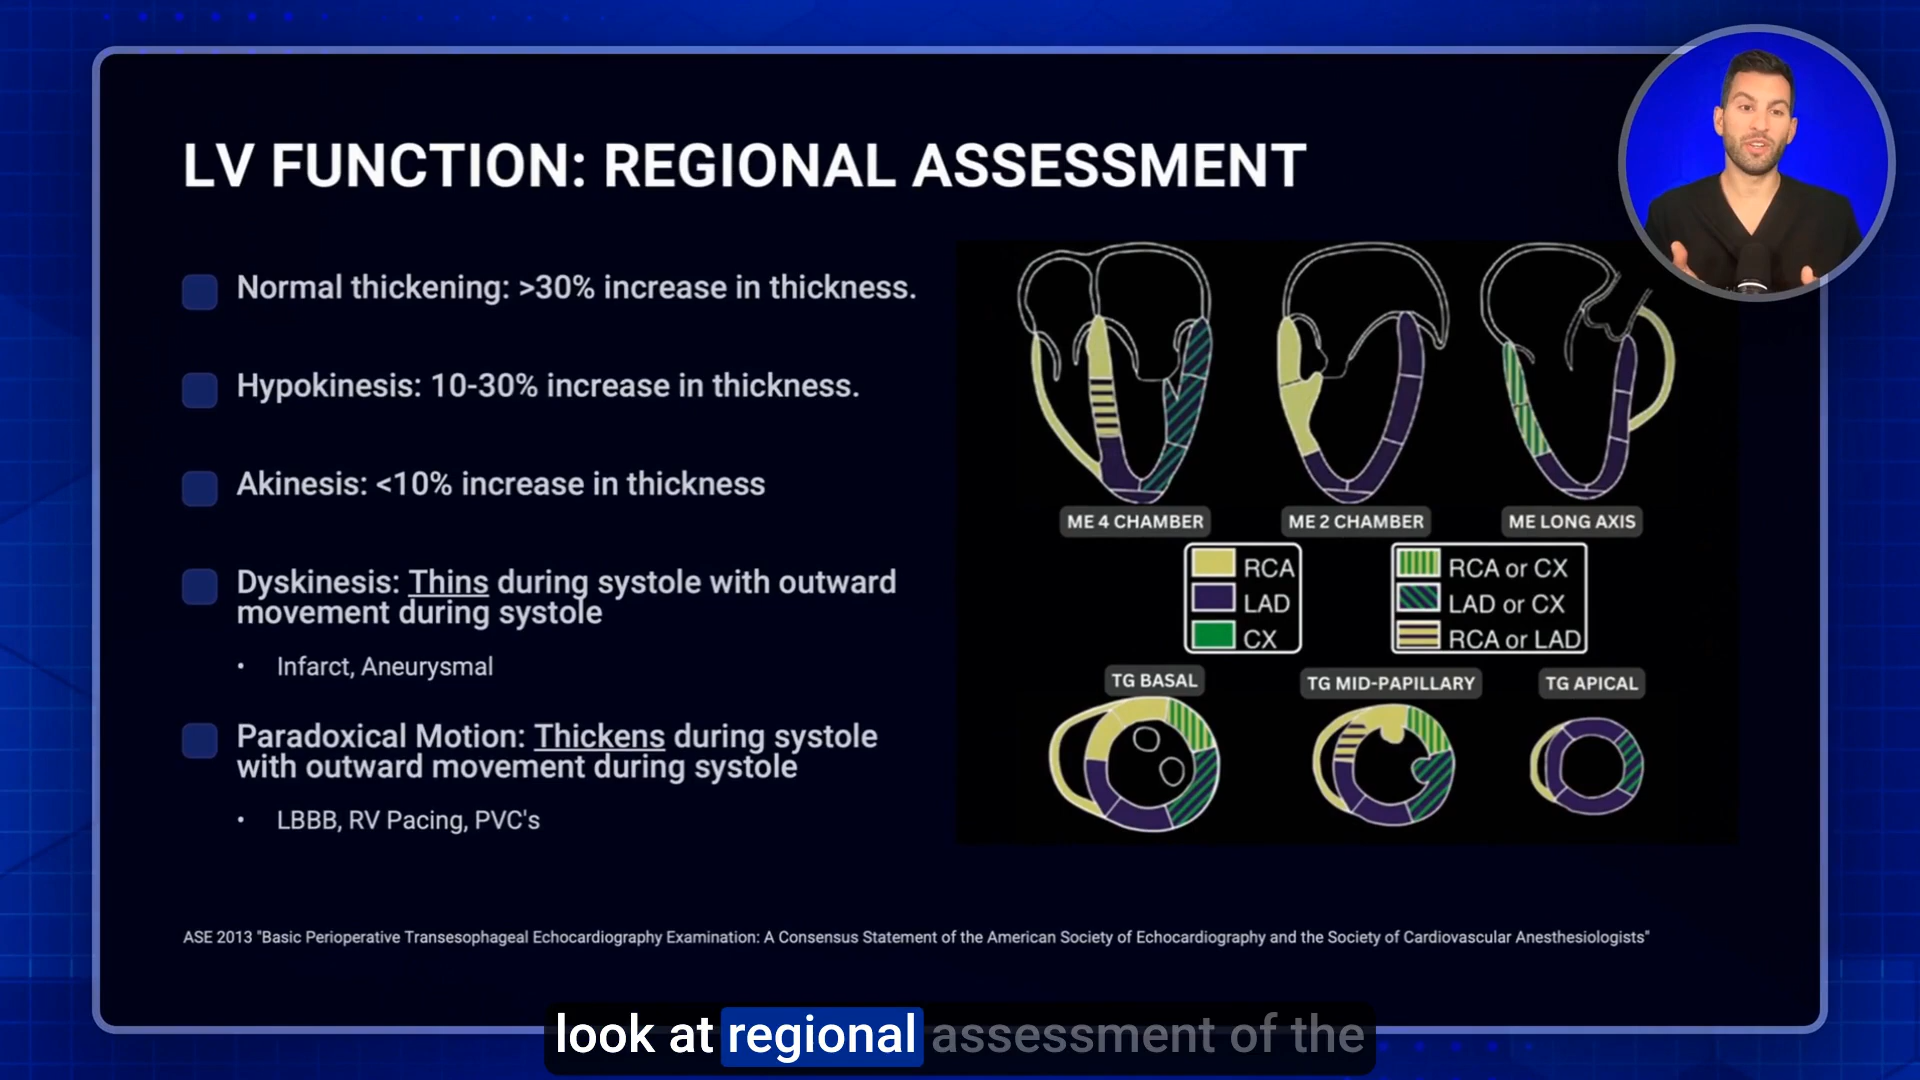 LV FUNCTION: REGIONAL ASSESSMENT
Normal thickening: >30% increase in thickness.
Hypokinesis: 10-30% increase in thickness.
Akinesis: <10% increase in thickness
Dyskinesis: Thins during systole with outward
movement during systole
• Infarct, Aneurysmal
Paradoxical Motion: Thickens during systole
with outward movement during systole
• LBBB, RV Pacing, PVC's
ME 4 CHAMBER
ME 2 CHAMBER
ME LONG AXIS
RCA
LAD
CX
RCA or CX
LAD or CX
RCA or LAD
TG BASAL
TG MID-PAPILLARY
TG APICAL
ASE 2013 "Basic Perioperative Transesophageal Echocardiography Examination: A Consensus Statement of the American Society of Echocardiography and the Society of Cardiovascular Anesthesiologists"
look at regional assessment of the